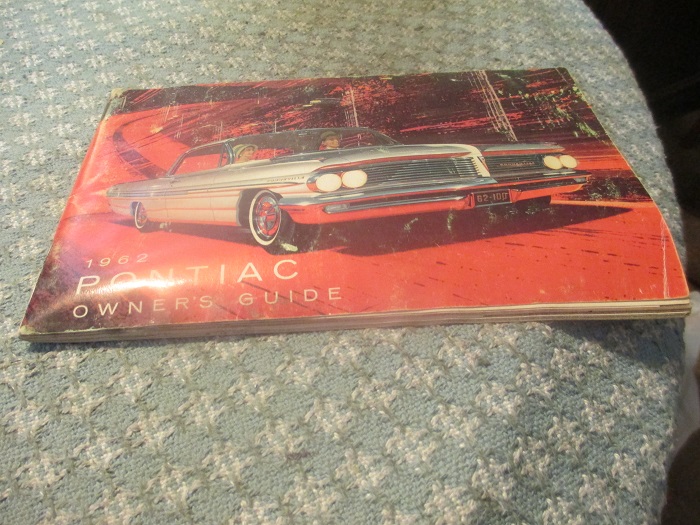 62-100
1962
PONTIAC
OWNER'S GUIDE